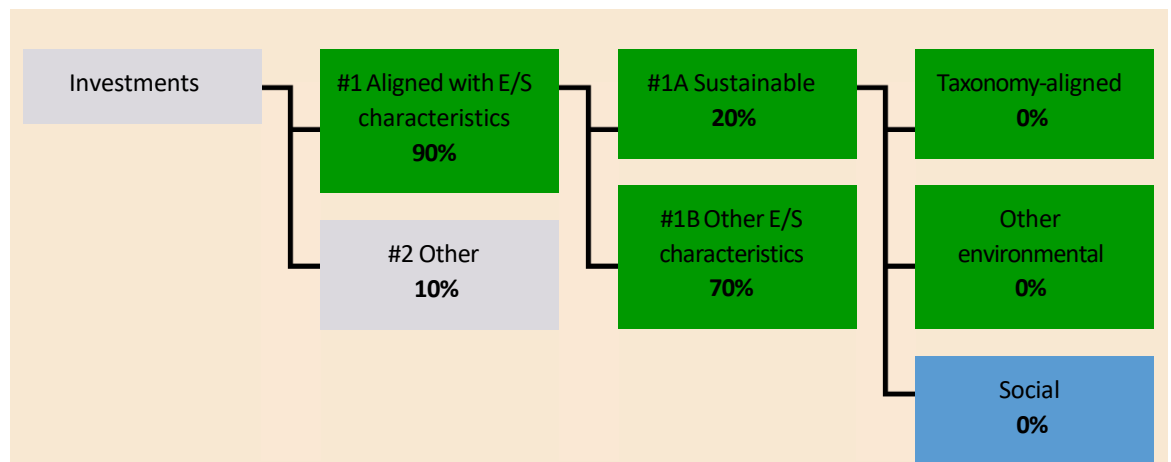 Investments
#1 Aligned with E/S
characteristics
90%
#2 Other
10%
#1A Sustainable
20%
#1B Other E/S
characteristics
70%
Taxonomy-aligned
0%
Other
environmental
0%
Social
0%